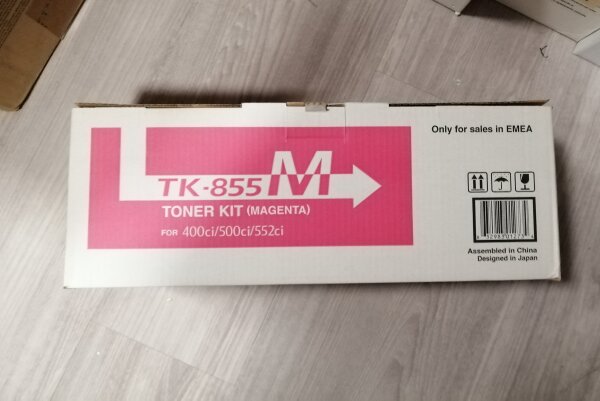 Only for sales in EMEA
TK-855 M
TONER KIT (MAGENTA)
FOR 400ci/500ci/552ci
Assembled in China
Designed in Japan